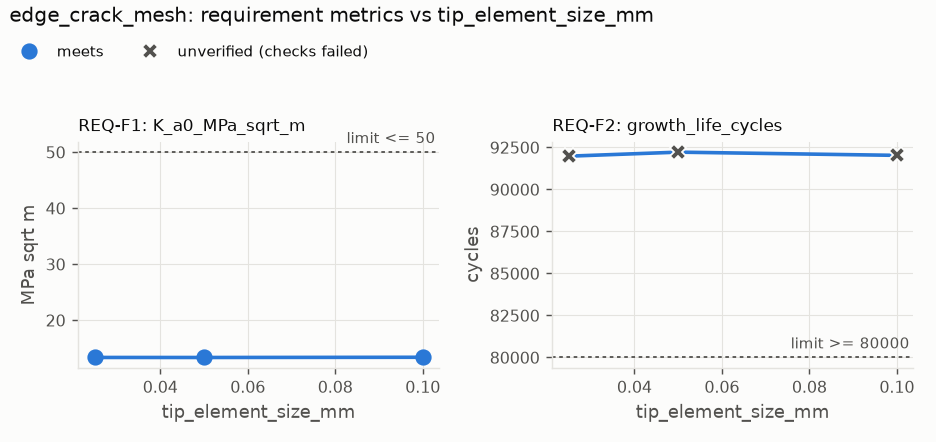 edge_crack_mesh: requirement metrics vs tip_element_size_mm
meets
unverified (checks failed)
REQ-F1: K_a0_MPa_sqrt_m
limit <= 50
50
40
30
20
MPa sqrt m
0.04
0.06
0.08
0.10
tip_element_size_mm
REQ-F2: growth_life_cycles
92500
90000
87500
85000
82500
80000
cycles
limit >= 80000
0.04
0.06
0.08
0.10
tip_element_size_mm